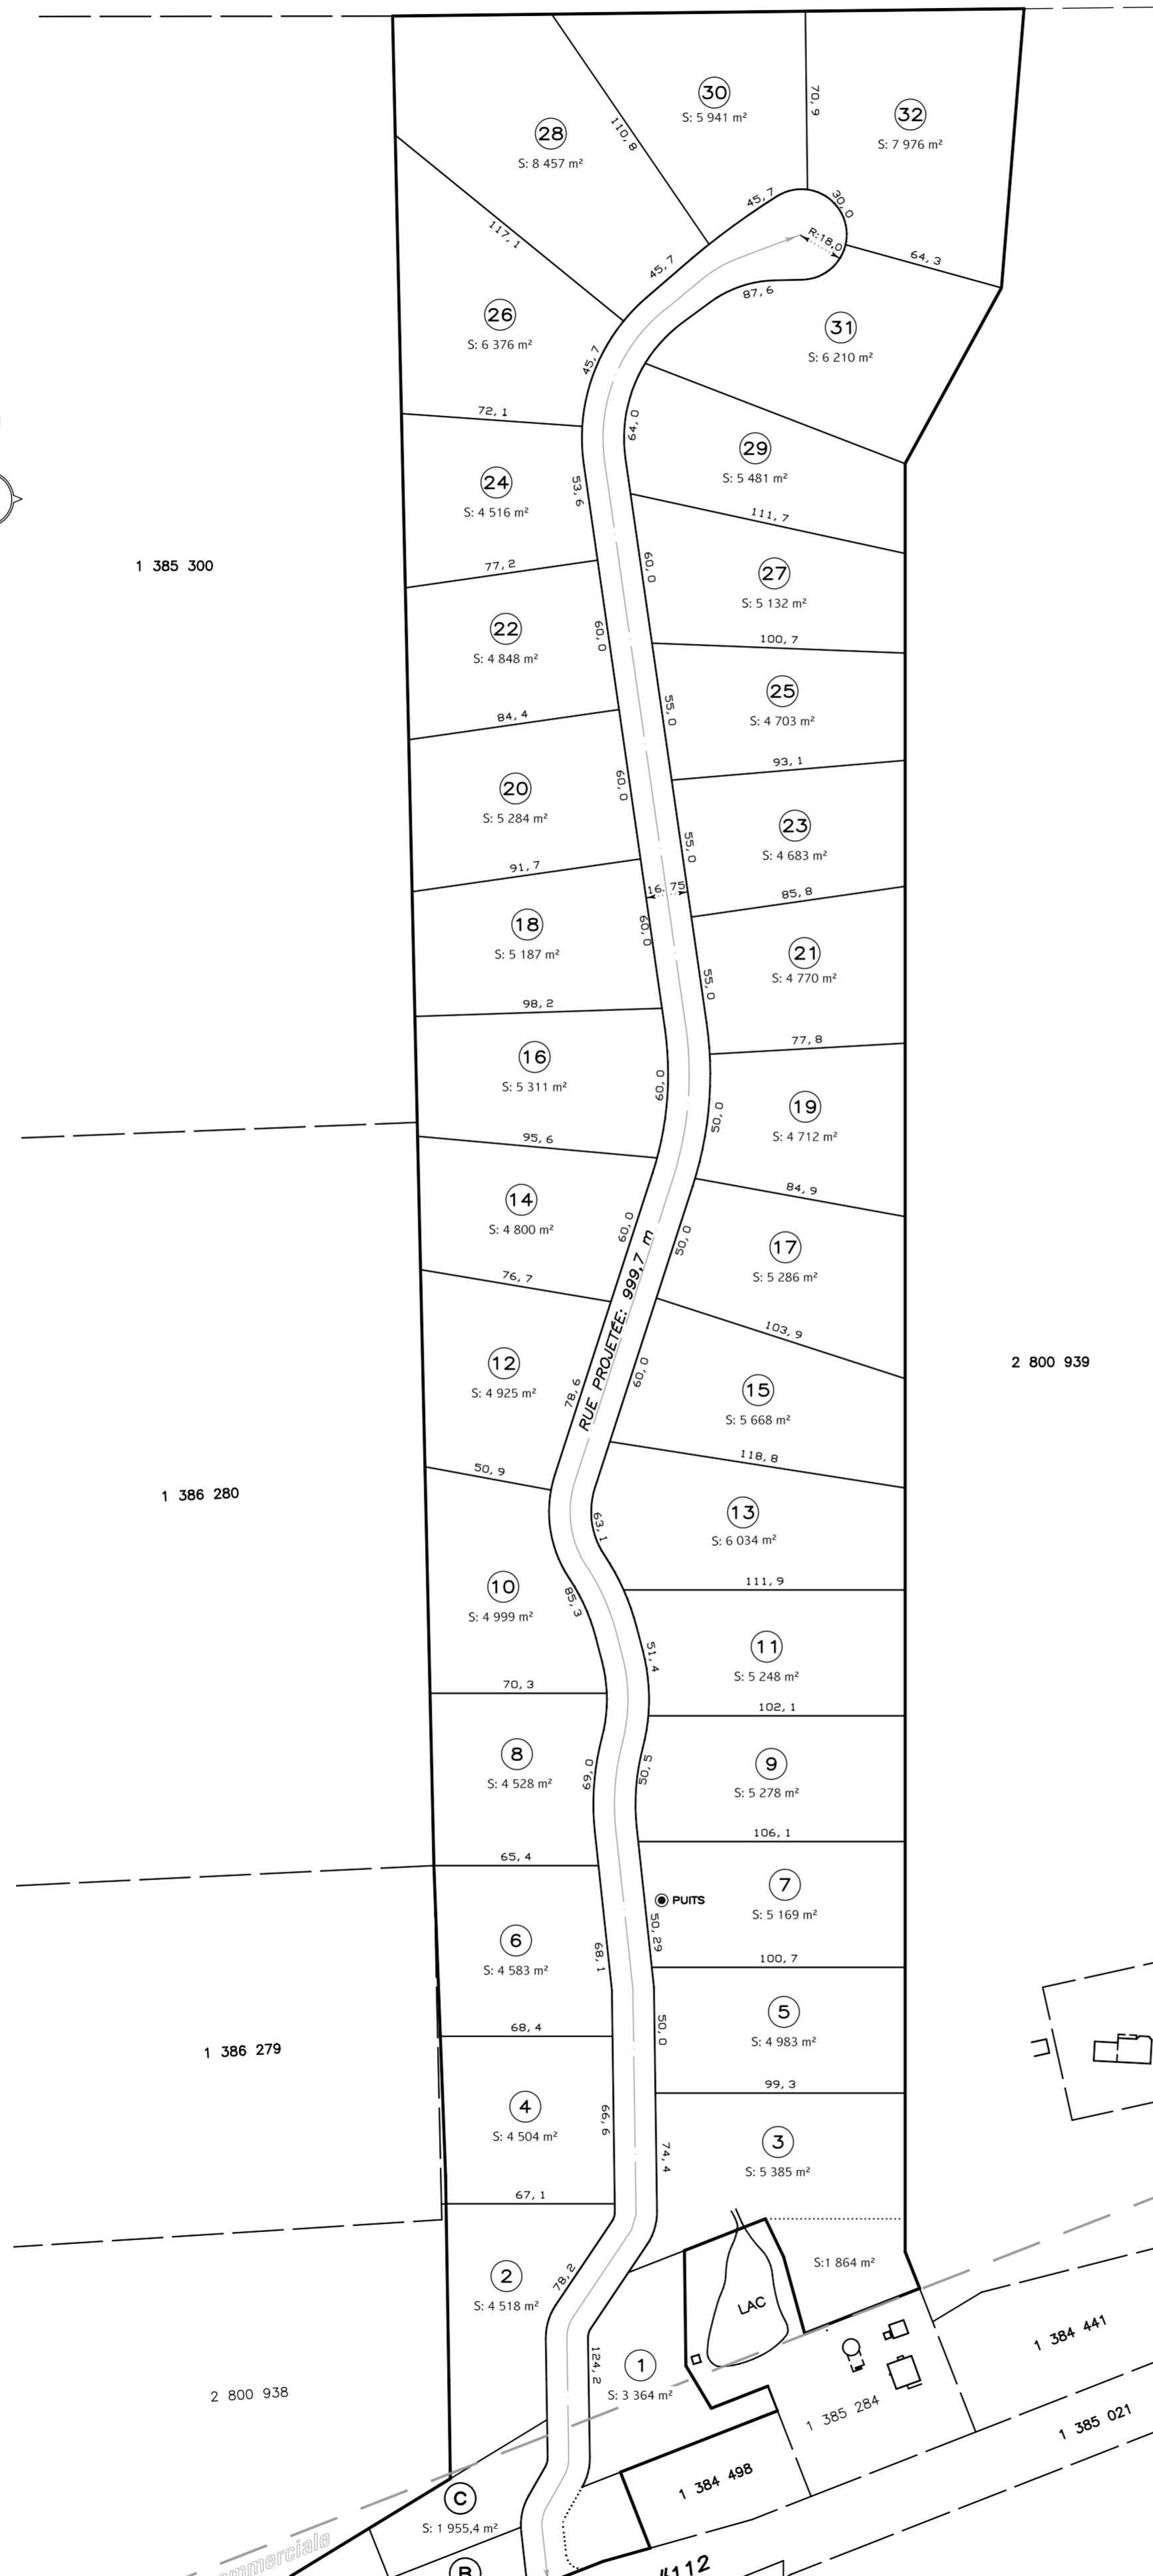 30
S: 5 941 m²
70,9
32
S: 7 976 m²
28
S: 8 457 m²
110,8
45,7
30,0
R:18,0
117,1
45,7
64,3
87,6
26
S: 6 376 m²
31
S: 6 210 m²
45,7
72,1
64,0
29
S: 5 481 m²
24
S: 4 516 m²
53,6
111,7
1 385 300
77,2
60,0
27
S: 5 132 m²
22
S: 4 848 m²
60,0
100,7
25
S: 4 703 m²
84,4
55,0
93,1
20
S: 5 284 m²
60,0
23
S: 4 683 m²
55,0
91,7
16.75
85,8
18
S: 5 187 m²
60,0
21
S: 4 770 m²
55,0
98,2
77,8
16
S: 5 311 m²
60,0
19
S: 4 712 m²
50,0
95,6
84,9
14
S: 4 800 m²
60,0
50,0
17
S: 5 286 m²
76,7
103,9
RUE PROJETÉE: 999,7 m
12
S: 4 925 m²
78,6
60,0
15
S: 5 668 m²
2 800 939
50,9
118,8
1 386 280
63,1
13
S: 6 034 m²
10
S: 4 999 m²
85,3
111,9
11
S: 5 248 m²
51,4
70,3
102,1
8
S: 4 528 m²
69,0
50,5
9
S: 5 278 m²
65,4
106,1
7
S: 5 169 m²
PUITS
6
S: 4 583 m²
68,1
50,29
100,7
68,4
50,0
5
S: 4 983 m²
1 386 279
99,3
4
S: 4 504 m²
66,6
74,4
3
S: 5 385 m²
67,1
2
S: 4 518 m²
78,2
S:1 864 m²
LAC
1 384 441
124,2
1
S: 3 364 m²
2 800 938
1 385 284
1 385 021
1 384 498
C
S: 1 955,4 m²
mmerciale
B
#112